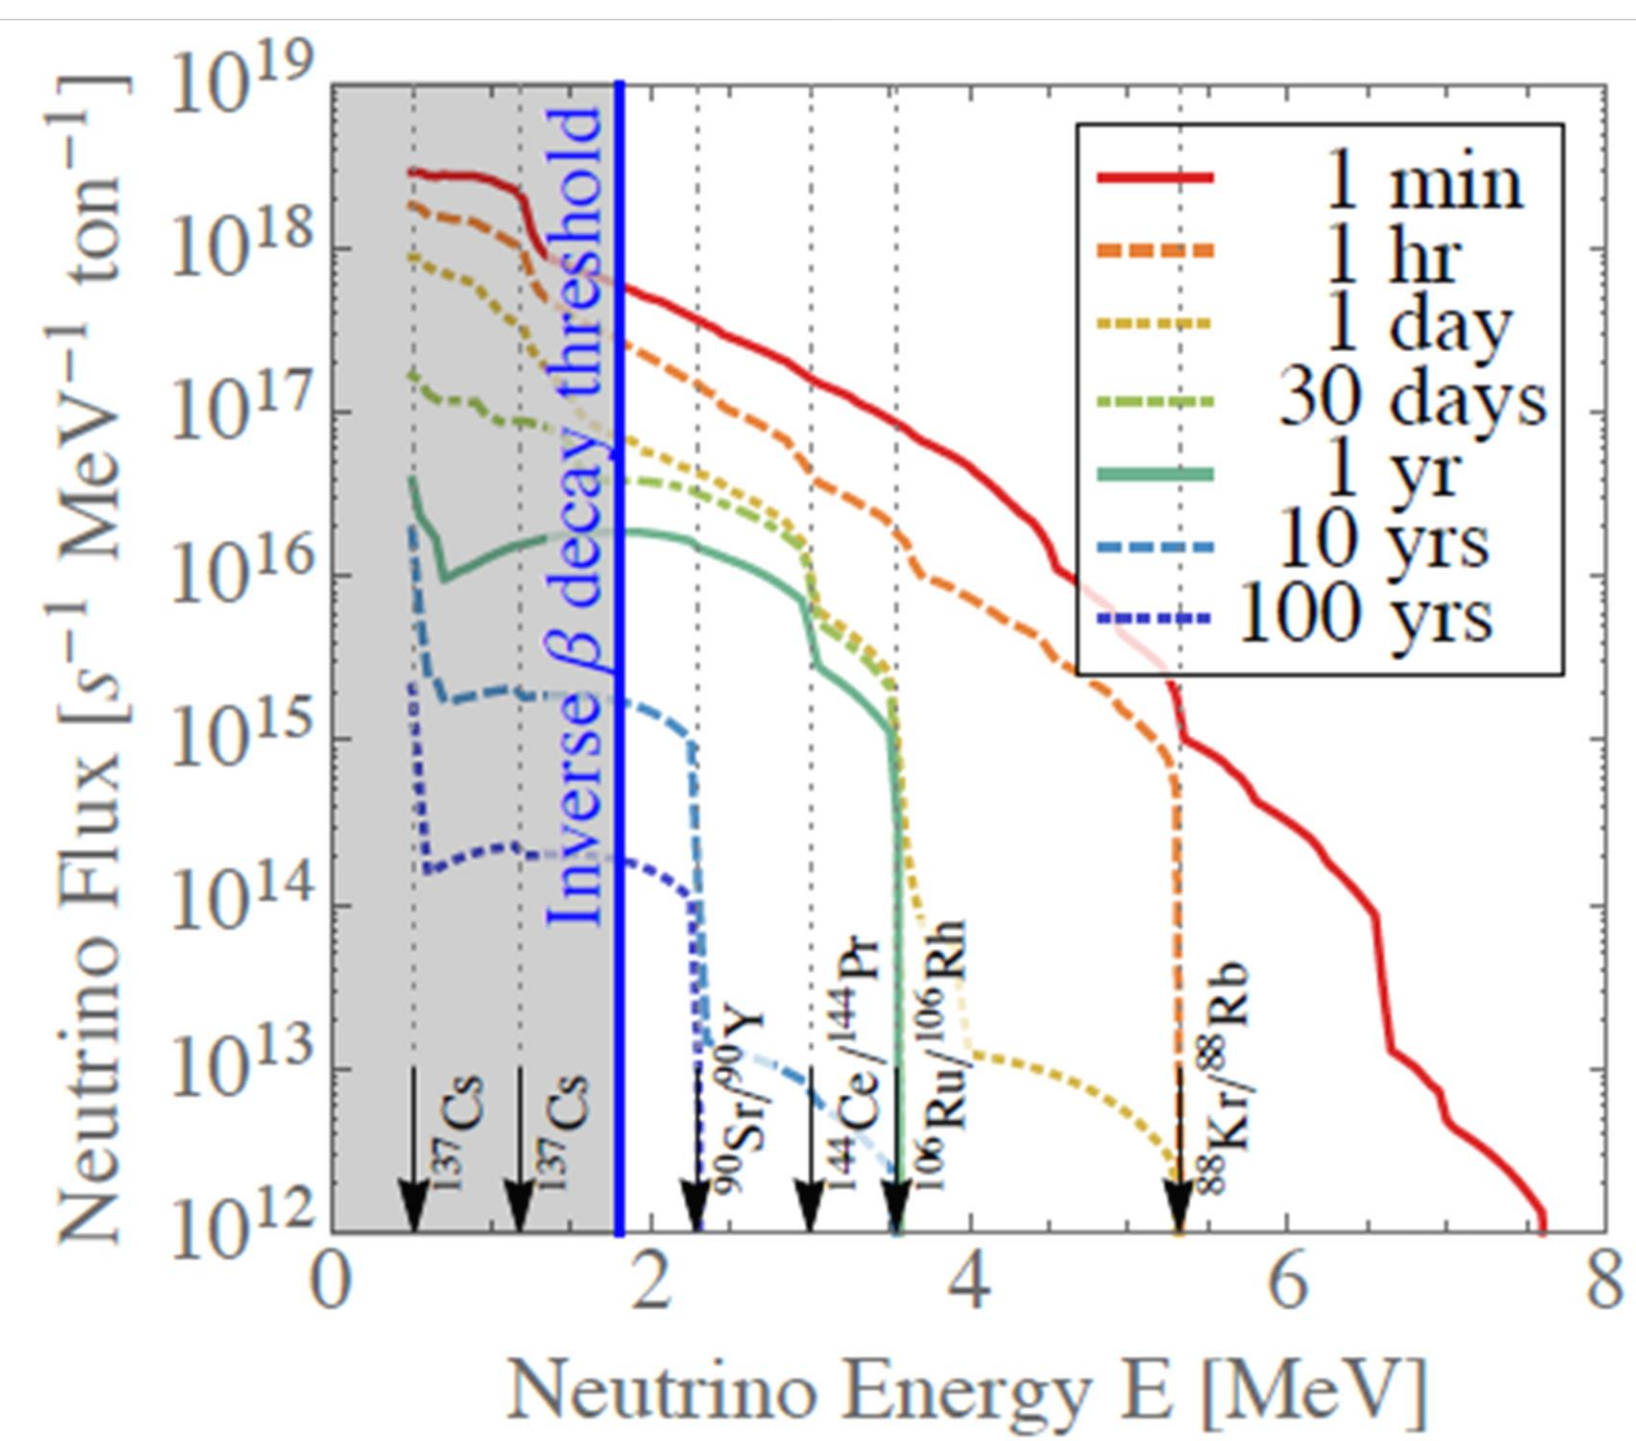 Neutrino Flux [s⁻¹ MeV⁻¹ ton⁻¹]
10¹⁹
10¹⁸
10¹⁷
10¹⁶
10¹⁵
10¹⁴
10¹³
10¹²
Inverse β decay threshold
1 min
1 hr
1 day
30 days
1 yr
10 yrs
100 yrs
¹³⁷Cs
¹³⁷Cs
⁹⁰Sr/⁹⁰Y
¹⁴⁴Ce/¹⁴⁴Pr
¹⁰⁶Ru/¹⁰⁶Rh
⁸⁸Kr/⁸⁸Rb
0 2 4 6 8
Neutrino Energy E [MeV]